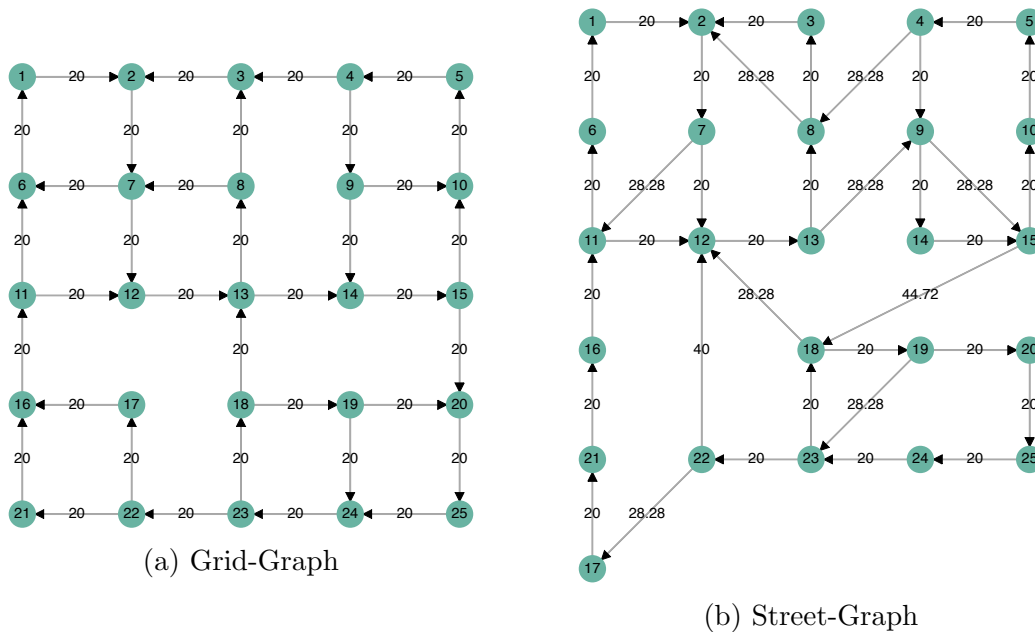 1 20 2 20 3 20 4 20 5
20 20 20 20 20
6 20 7 20 8 9 20 10
20 20 20 20 20
11 20 12 20 13 20 14 20 15
20 20 20
16 20 17 18 20 19 20 20
20 20 20 20 20
21 20 22 20 23 20 24 20 25
(a) Grid-Graph
1 20 2 20 3 4 20 5
20 20 28.28 20 28.28 20 20
6 7 8 9 10
20 28.28 20 20 28.28 20 28.28 20
11 20 12 20 13 14 20 15
20 28.28 44.72
16 40 18 20 19 20 20
20 20 28.28 20
21 22 20 23 20 24 20 25
20 28.28
17
(b) Street-Graph